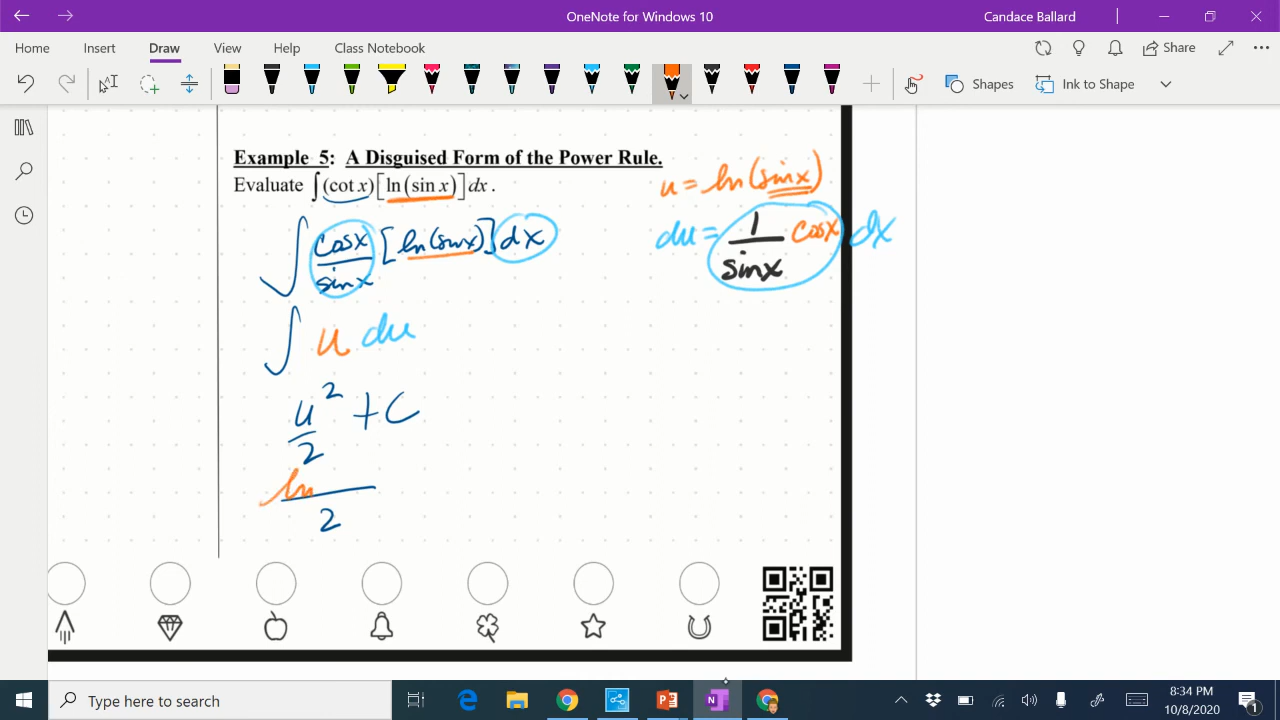 OneNote for Windows 10
Candace Ballard
Home Insert Draw View Help Class Notebook
Share
Shapes
Ink to Shape
Example 5: A Disguised Form of the Power Rule.
Evaluate ∫(cot x)[ln(sin x)]dx.
u = ln(sinx)
du = 1/sinx cosx dx
∫ cosx/sinx [ln(sinx)] dx
∫ u du
u²/2 + C
ln/2
Type here to search
8:34 PM
10/8/2020
1